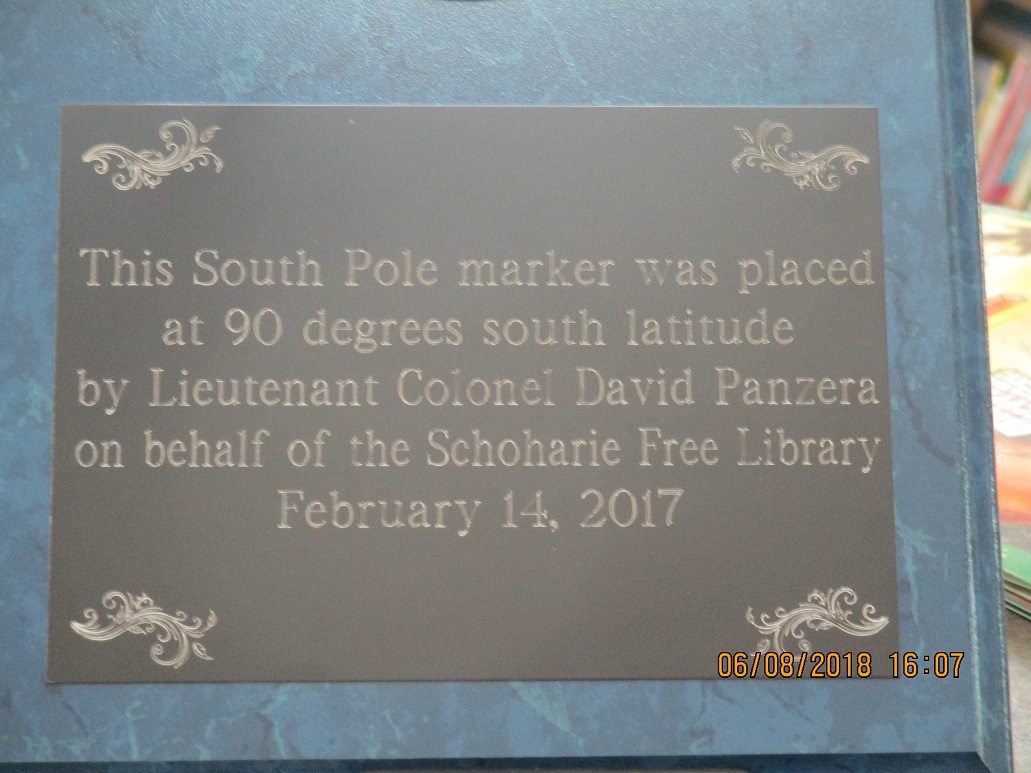 This South Pole marker was placed
at 90 degrees south latitude
by Lieutenant Colonel David Panzera
on behalf of the Schoharie Free Library
February 14, 2017
06/08/2018 16:07